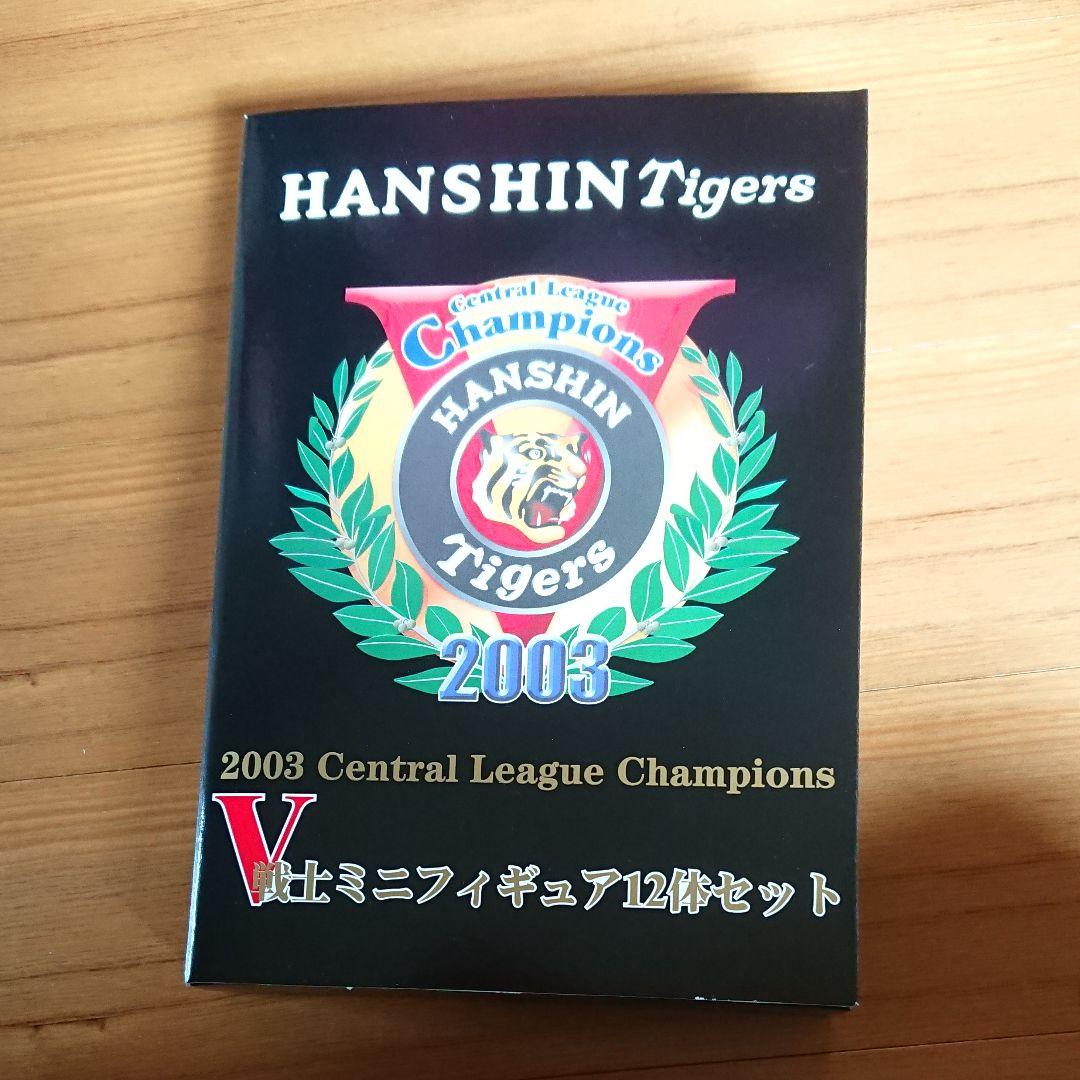 HANSHIN Tigers
Central League
Champions
HANSHIN
Tigers
2003
2003 Central League Champions
V戦士ミニフィギュア12体セット